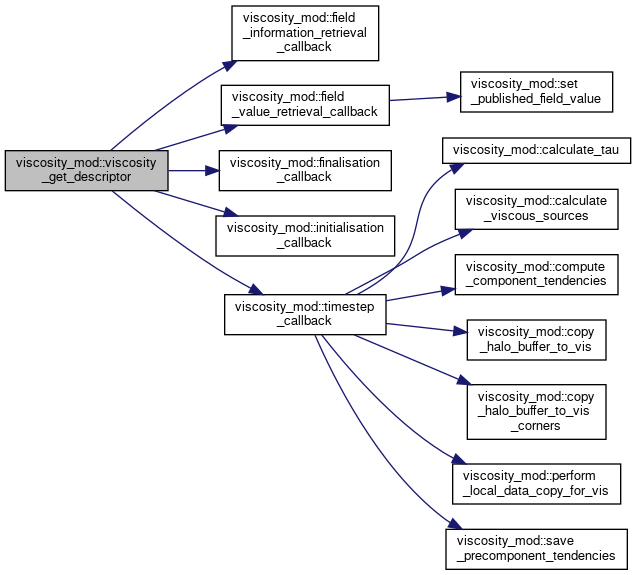 viscosity_mod::viscosity
_get_descriptor
viscosity_mod::field
_information_retrieval
_callback
viscosity_mod::field
_value_retrieval_callback
viscosity_mod::set
_published_field_value
viscosity_mod::finalisation
_callback
viscosity_mod::initialisation
_callback
viscosity_mod::timestep
_callback
viscosity_mod::calculate_tau
viscosity_mod::calculate
_viscous_sources
viscosity_mod::compute
_component_tendencies
viscosity_mod::copy
_halo_buffer_to_vis
viscosity_mod::copy
_halo_buffer_to_vis
_corners
viscosity_mod::perform
_local_data_copy_for_vis
viscosity_mod::save
_precomponent_tendencies